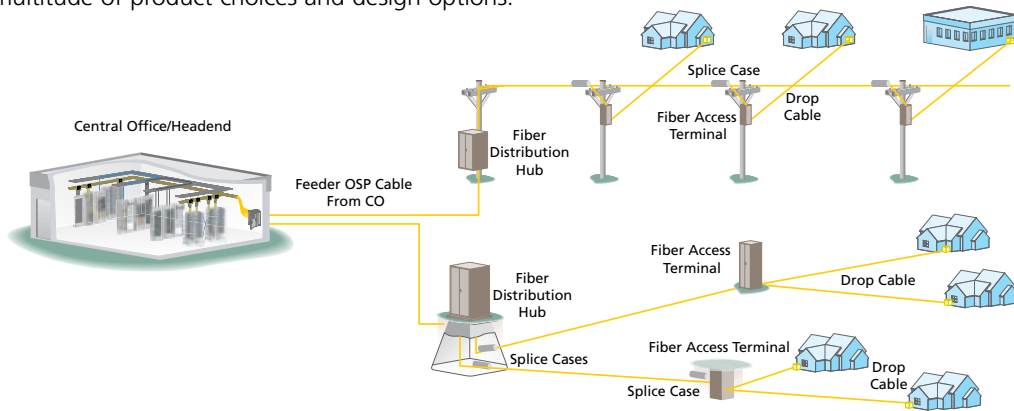 multitude of product choices and design options.
Splice Case
Central Office/Headend
Fiber
Distribution
Hub
Fiber Access
Terminal
Drop
Cable
Feeder OSP Cable
From CO
Fiber
Distribution
Hub
Fiber Access
Terminal
Drop Cable
Splice Cases
Fiber Access Terminal
Splice Case
Drop
Cable